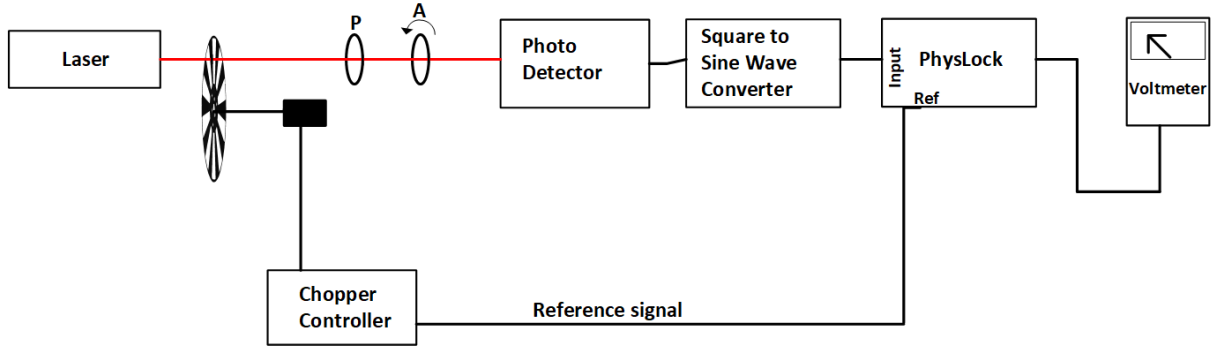 Laser
P
A
Photo
Detector
Square to
Sine Wave
Converter
Input
PhysLock
Ref
Voltmeter
Chopper
Controller
Reference signal